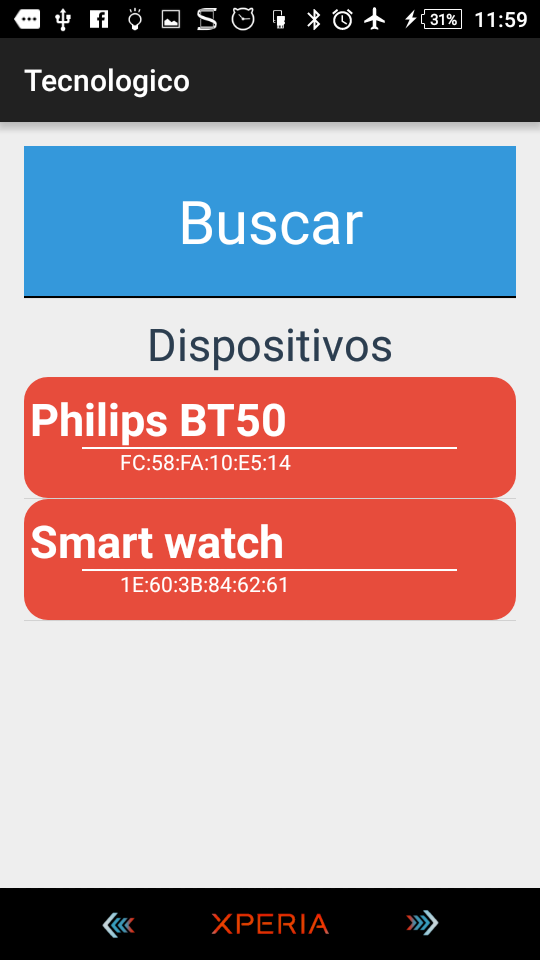 31% 11:59
Tecnologico
Buscar
Dispositivos
Philips BT50
FC:58:FA:10:E5:14
Smart watch
1E:60:3B:84:62:61
XPERIA